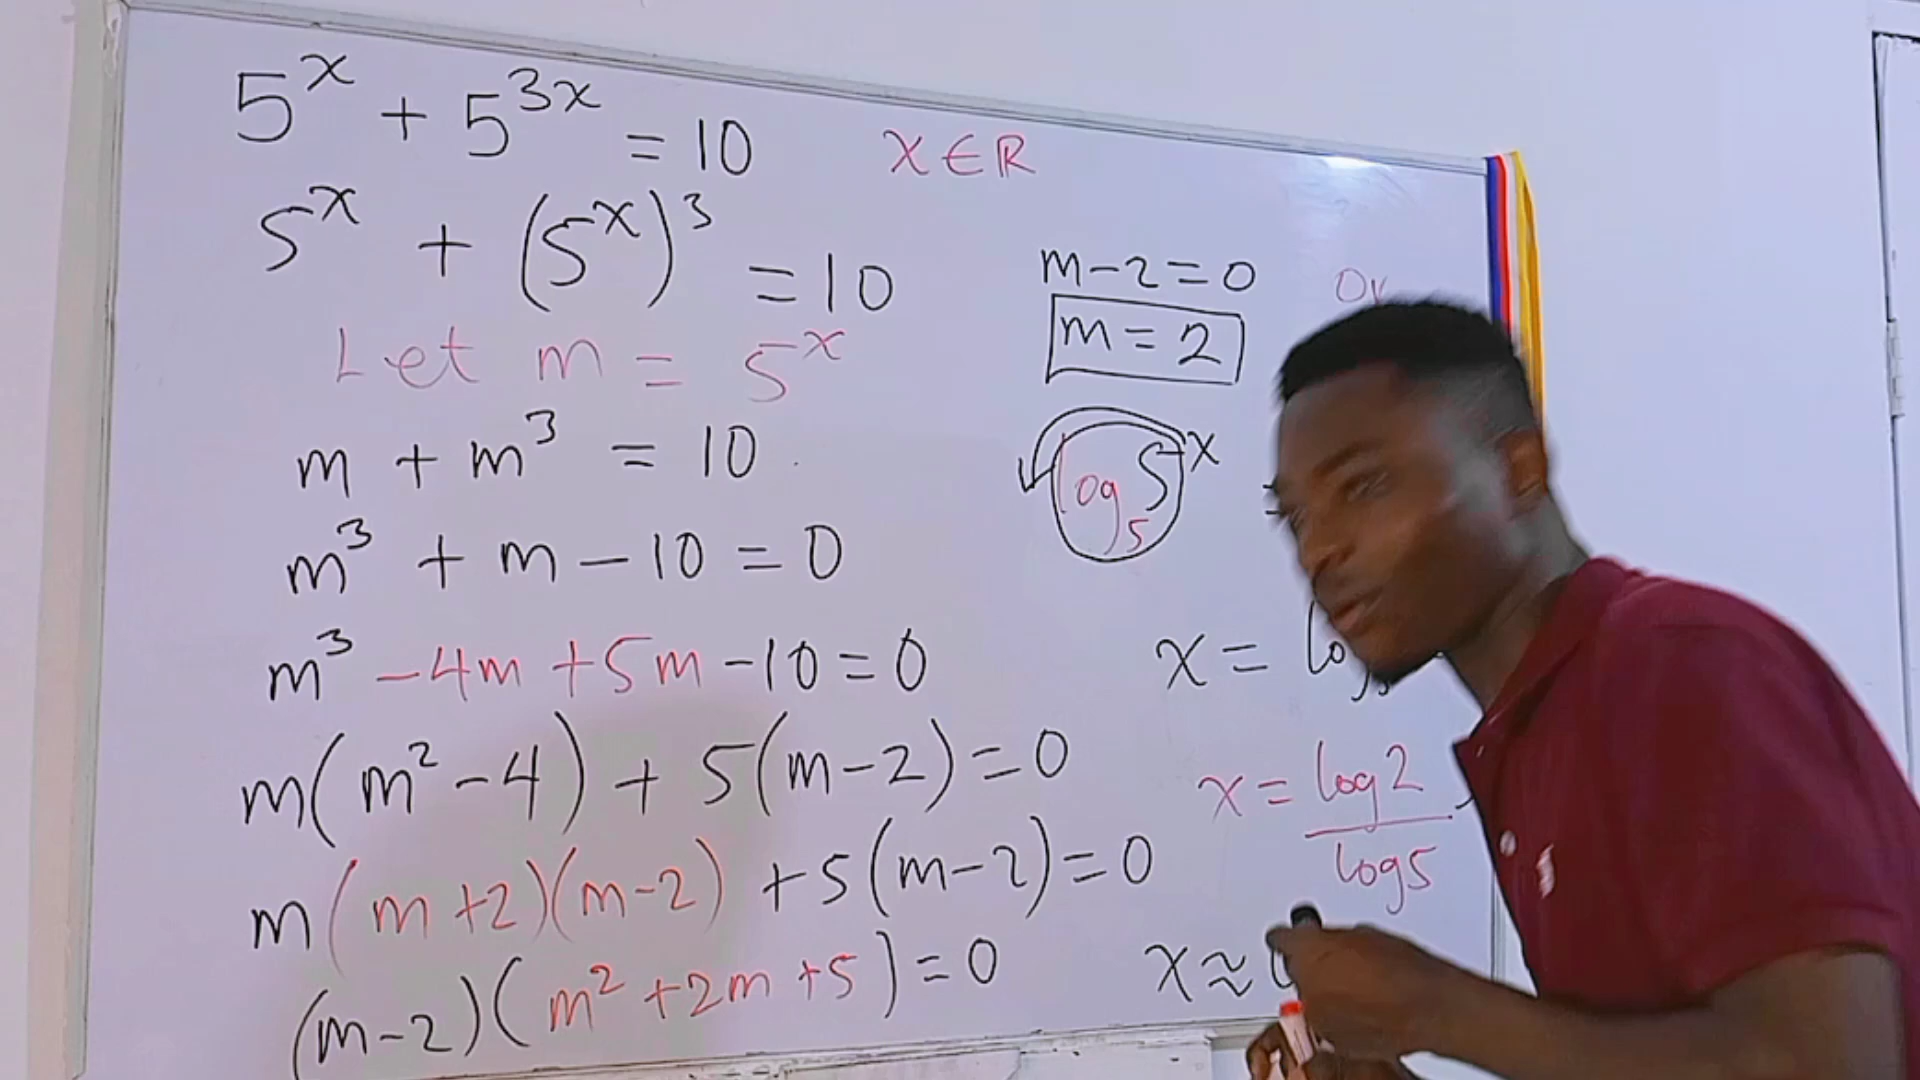 5^x + 5^{3x} = 10
x ∈ R
5^x + (5^x)^3 = 10
Let m = 5^x
m + m^3 = 10
m^3 + m - 10 = 0
m^3 - 4m + 5m - 10 = 0
m(m^2 - 4) + 5(m - 2) = 0
m(m + 2)(m - 2) + 5(m - 2) = 0
(m - 2)(m^2 + 2m + 5) = 0
m - 2 = 0
Or
m = 2
log_5 5^x =
x =
x = log2 / log5
x ≈